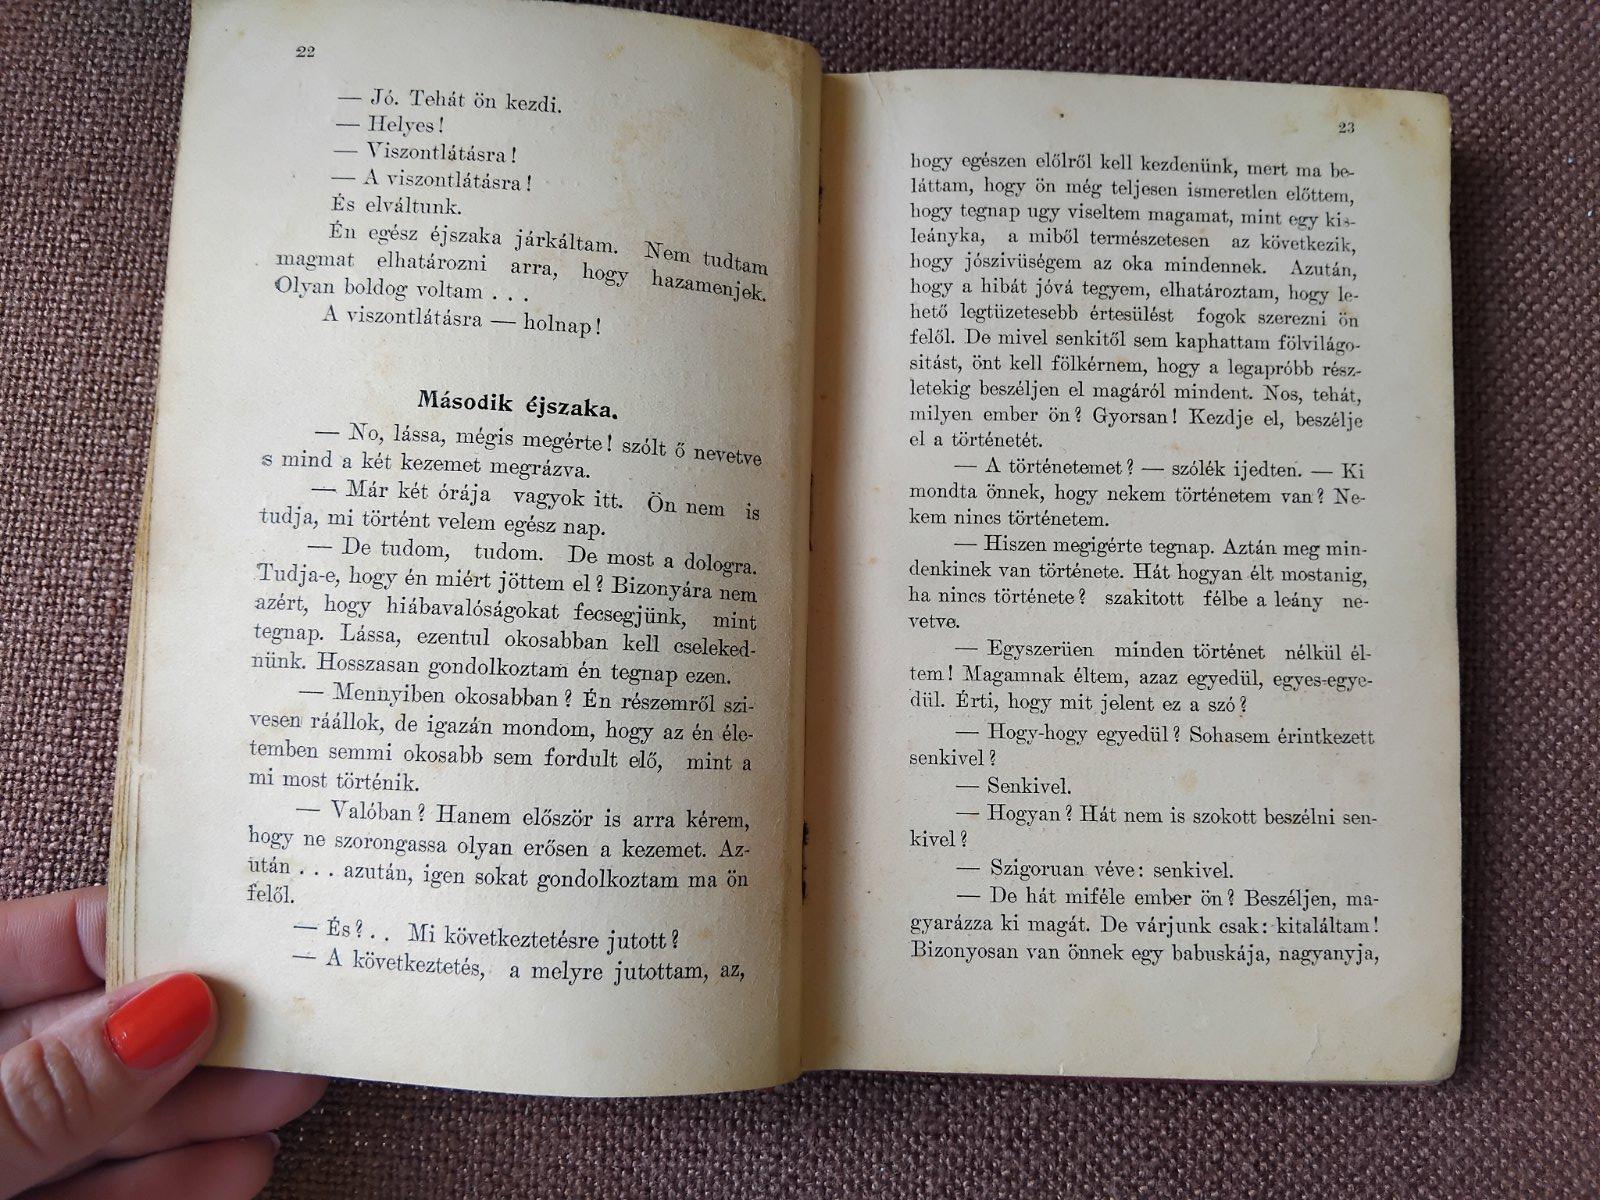 22
— Jó. Tehát ön kezdi.
— Helyes!
— Viszontlátásra!
— A viszontlátásra!
És elváltunk.
Én egész éjszaka járkáltam. Nem tudtam
magmat elhatározni arra, hogy hazamenjek.
Olyan boldog voltam . . .
A viszontlátásra — holnap!
Második éjszaka.
— No, lássa, mégis megérte! szólt ő nevetve
s mind a két kezemet megrázva.
— Már két órája vagyok itt. Ön nem is
tudja, mi történt velem egész nap.
— De tudom, tudom. De most a dologra.
Tudja-e, hogy én miért jöttem el? Bizonyára nem
azért, hogy hiábavalóságokat fecsegjünk, mint
tegnap. Lássa, ezentul okosabban kell cseleked-
nünk. Hosszasan gondolkoztam én tegnap ezen.
— Mennyiben okosabban? Én részemről szi-
vesen ráállok, de igazán mondom, hogy az én éle-
temben semmi okosabb sem fordult elő, mint a
mi most történik.
— Valóban? Hanem először is arra kérem,
hogy ne szorongassa olyan erősen a kezemet. Az-
után . . . azután, igen sokat gondolkoztam ma ön
felől.
— És? . . Mi következtetésre jutott?
— A következtetés, a melyre jutottam, az,
23
hogy egészen előlről kell kezdenünk, mert ma be-
láttam, hogy ön még teljesen ismeretlen előttem,
hogy tegnap ugy viseltem magamat, mint egy kis-
leányka, a miből természetesen az következik,
hogy jószivüségem az oka mindennek. Azután,
hogy a hibát jóvá tegyem, elhatároztam, hogy le-
hető legtüzetesebb értesülést fogok szerezni ön
felől. De mivel senkitől sem kaphattam fölvilágo-
sitást, önt kell fölkérnem, hogy a legapróbb rész-
letekig beszéljen el magáról mindent. Nos, tehát,
milyen ember ön? Gyorsan! Kezdje el, beszélje
el a történetét.
— A történetemet? — szólék ijedten. — Ki
mondta önnek, hogy nekem történetem van? Ne-
kem nincs történetem.
— Hiszen megigérte tegnap. Aztán meg min-
denkinek van története. Hát hogyan élt mostanig,
ha nincs története? szakitott félbe a leány ne-
vetve.
— Egyszerüen minden történet nélkül él-
tem! Magamnak éltem, azaz egyedül, egyes-egye-
dül. Érti, hogy mit jelent ez a szó?
— Hogy-hogy egyedül? Sohasem érintkezett
senkivel?
— Senkivel.
— Hogyan? Hát nem is szokott beszélni sen-
kivel?
— Szigoruan véve: senkivel.
— De hát miféle ember ön? Beszéljen, ma-
gyarázza ki magát. De várjunk csak: kitaláltam!
Bizonyosan van önnek egy babuskája, nagyanyja,